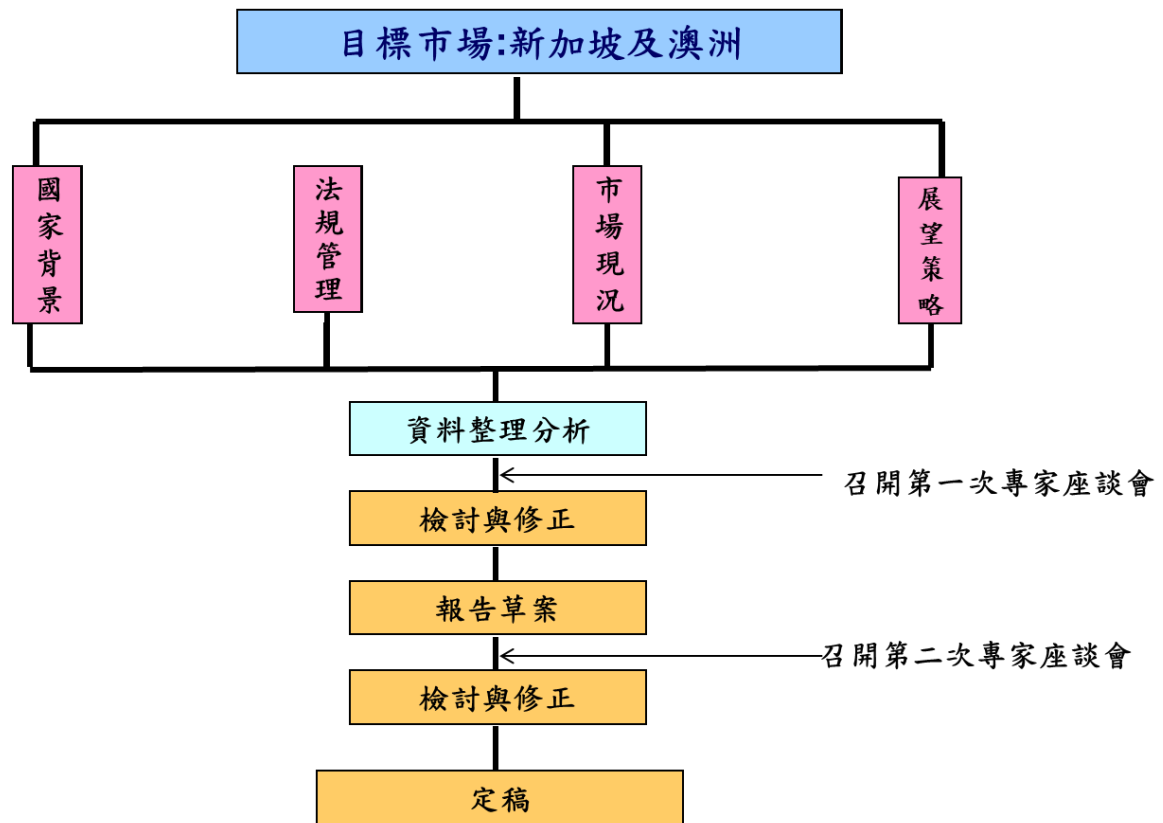 目標市場:新加坡及澳洲
國家背景
法規管理
市場現況
展望策略
資料整理分析
召開第一次專家座談會
檢討與修正
報告草案
召開第二次專家座談會
檢討與修正
定稿